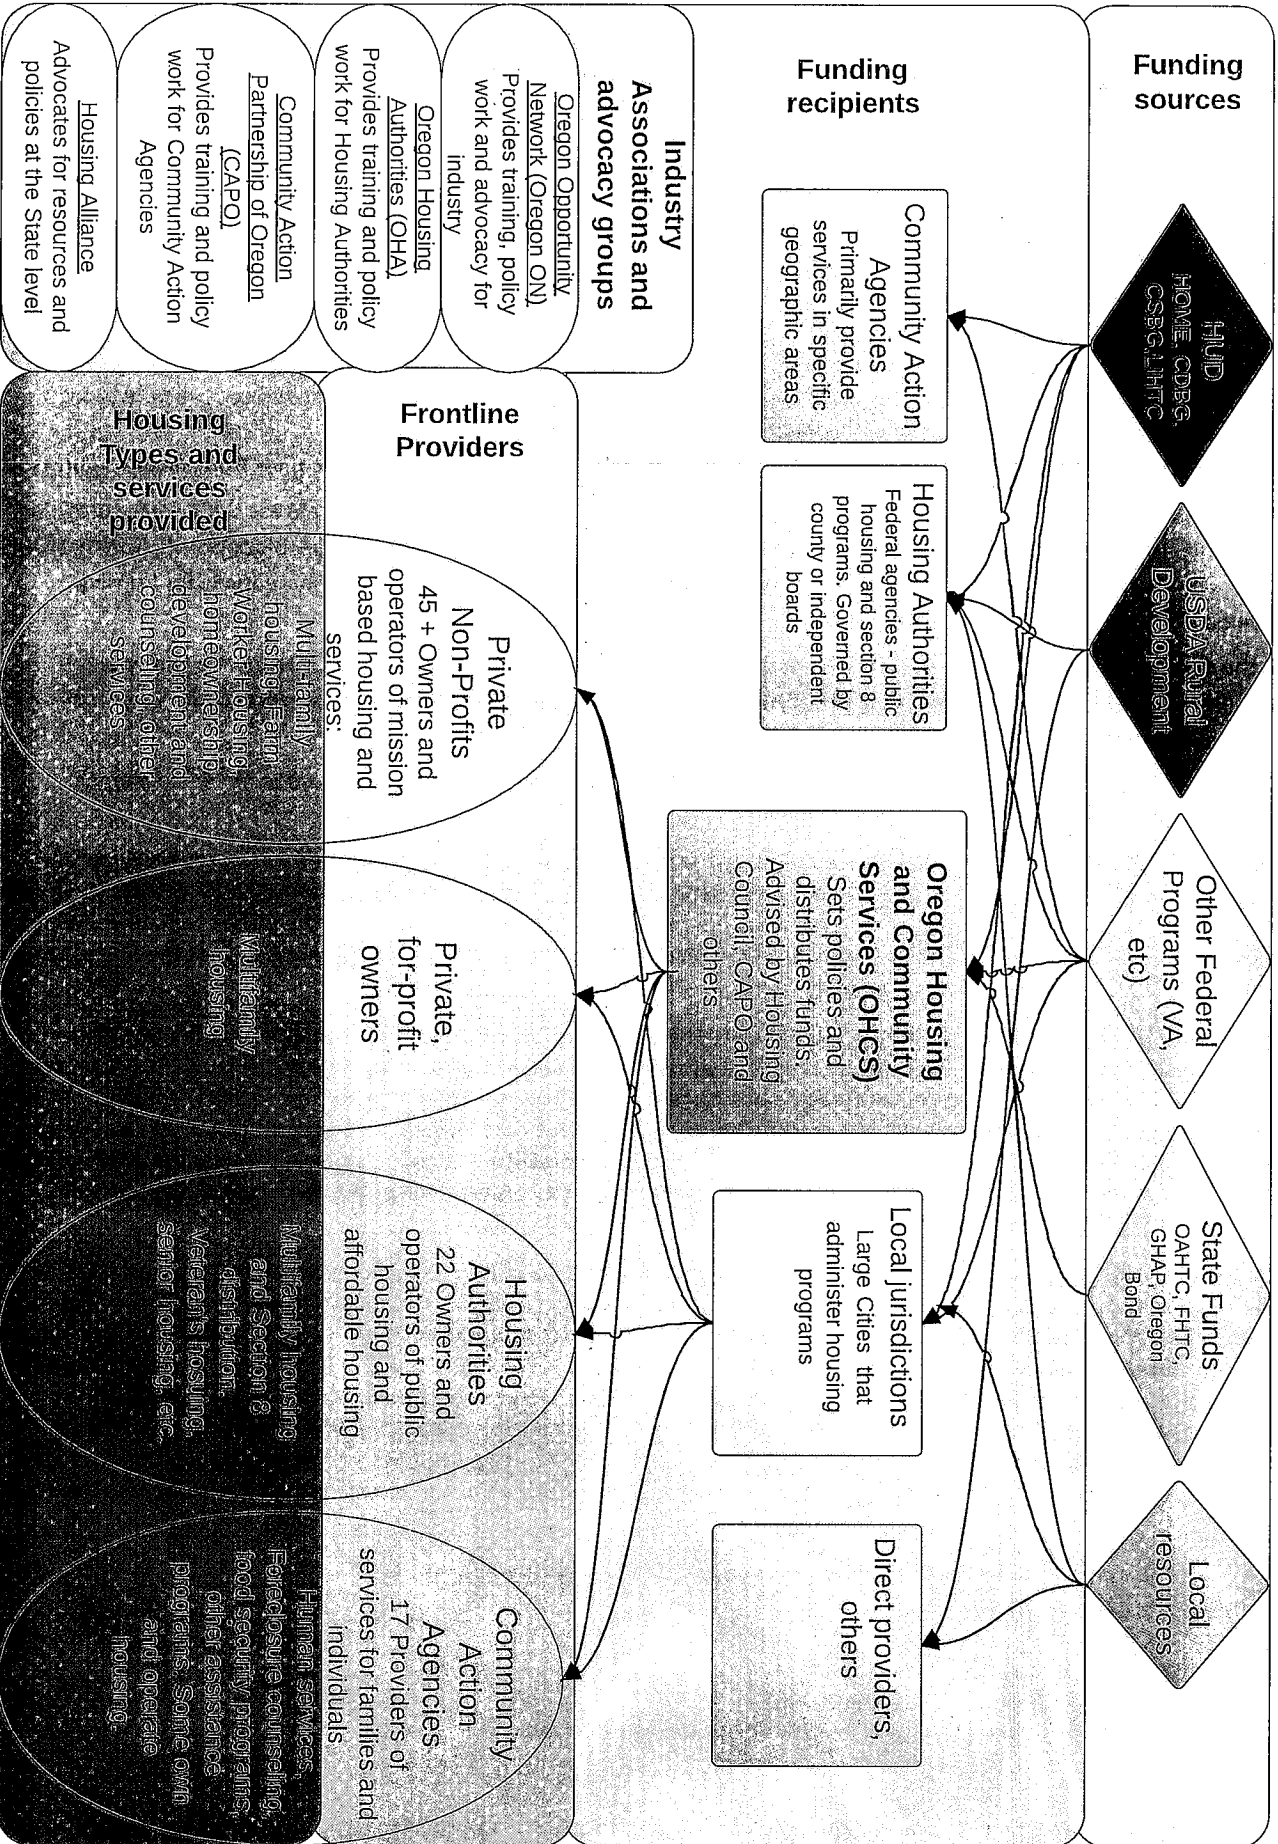 Funding
sources
HUD
HOME, CDBG,
CSBG, LIHTC
USDA Rural
Development
Other Federal
Programs (VA,
etc)
State Funds
OAHTC, FHTC,
GHAP, Oregon
Bond
Local
resources
Funding
recipients
Community Action
Agencies
Primarily provide
services in specific
geographic areas
Housing Authorities
Federal agencies - public
housing and section 8
programs. Governed by
county or independent
boards
Oregon Housing
and Community
Services (OHCS)
Sets policies and
distributes funds,
Advised by Housing
Council, CAPO and
others
Local jurisdictions
Large Cities that
administer housing
programs
Direct providers,
others
Industry
Associations and
advocacy groups
Oregon Opportunity
Network (Oregon ON)
Provides training, policy
work and advocacy for
industry
Oregon Housing
Authorities (OHA)
Provides training and policy
work for Housing Authorities
Community Action
Partnership of Oregon
(CAPO)
Provides training and policy
work for Community Action
Agencies
Housing Alliance
Advocates for resources and
policies at the State level
Frontline
Providers
Private
Non-Profits
45 + Owners and
operators of mission
based housing and
services:
Private,
for-profit
owners
Housing
Authorities
22 Owners and
operators of public
housing and
affordable housing
Community
Action
Agencies
17 Providers of
services for families and
individuals
Housing
Types and
services
provided
Multi-family
housing, Farm
Worker Housing,
homeownership
development and
counseling, other
services
Multifamily
housing
Multifamily housing
and Section 8
distribution,
veteran's housing,
senior housing, etc.
Human services,
Foreclosure counseling,
food security programs,
other assistance
programs. Some own
and operate
housing.